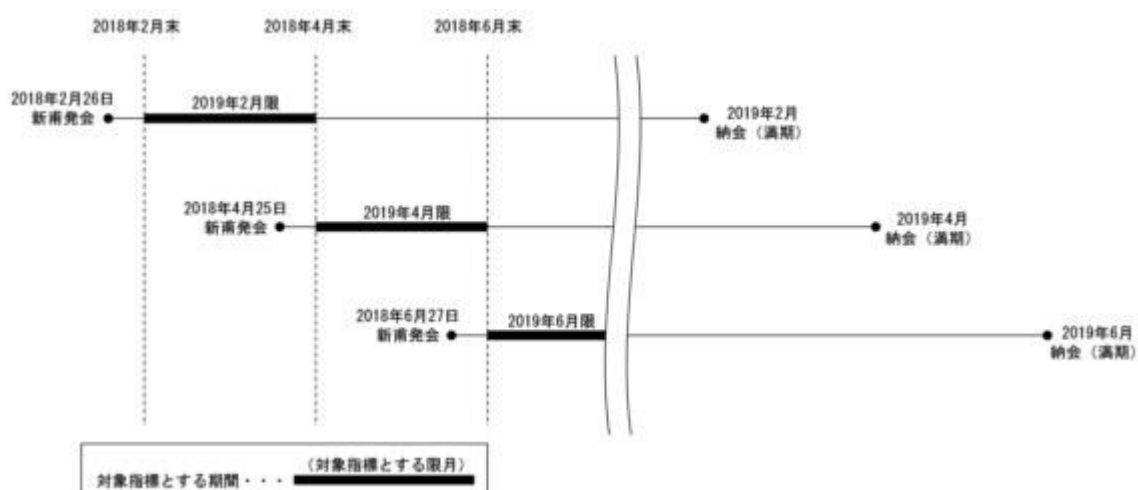 2018年2月末
2018年4月末
2018年6月末
2018年2月26日
新甫発会
2019年2月限
2019年2月
納会（満期）
2018年4月25日
新甫発会
2019年4月限
2019年4月
納会（満期）
2018年6月27日
新甫発会
2019年6月限
2019年6月
納会（満期）
（対象指標とする限月）
対象指標とする期間・・・